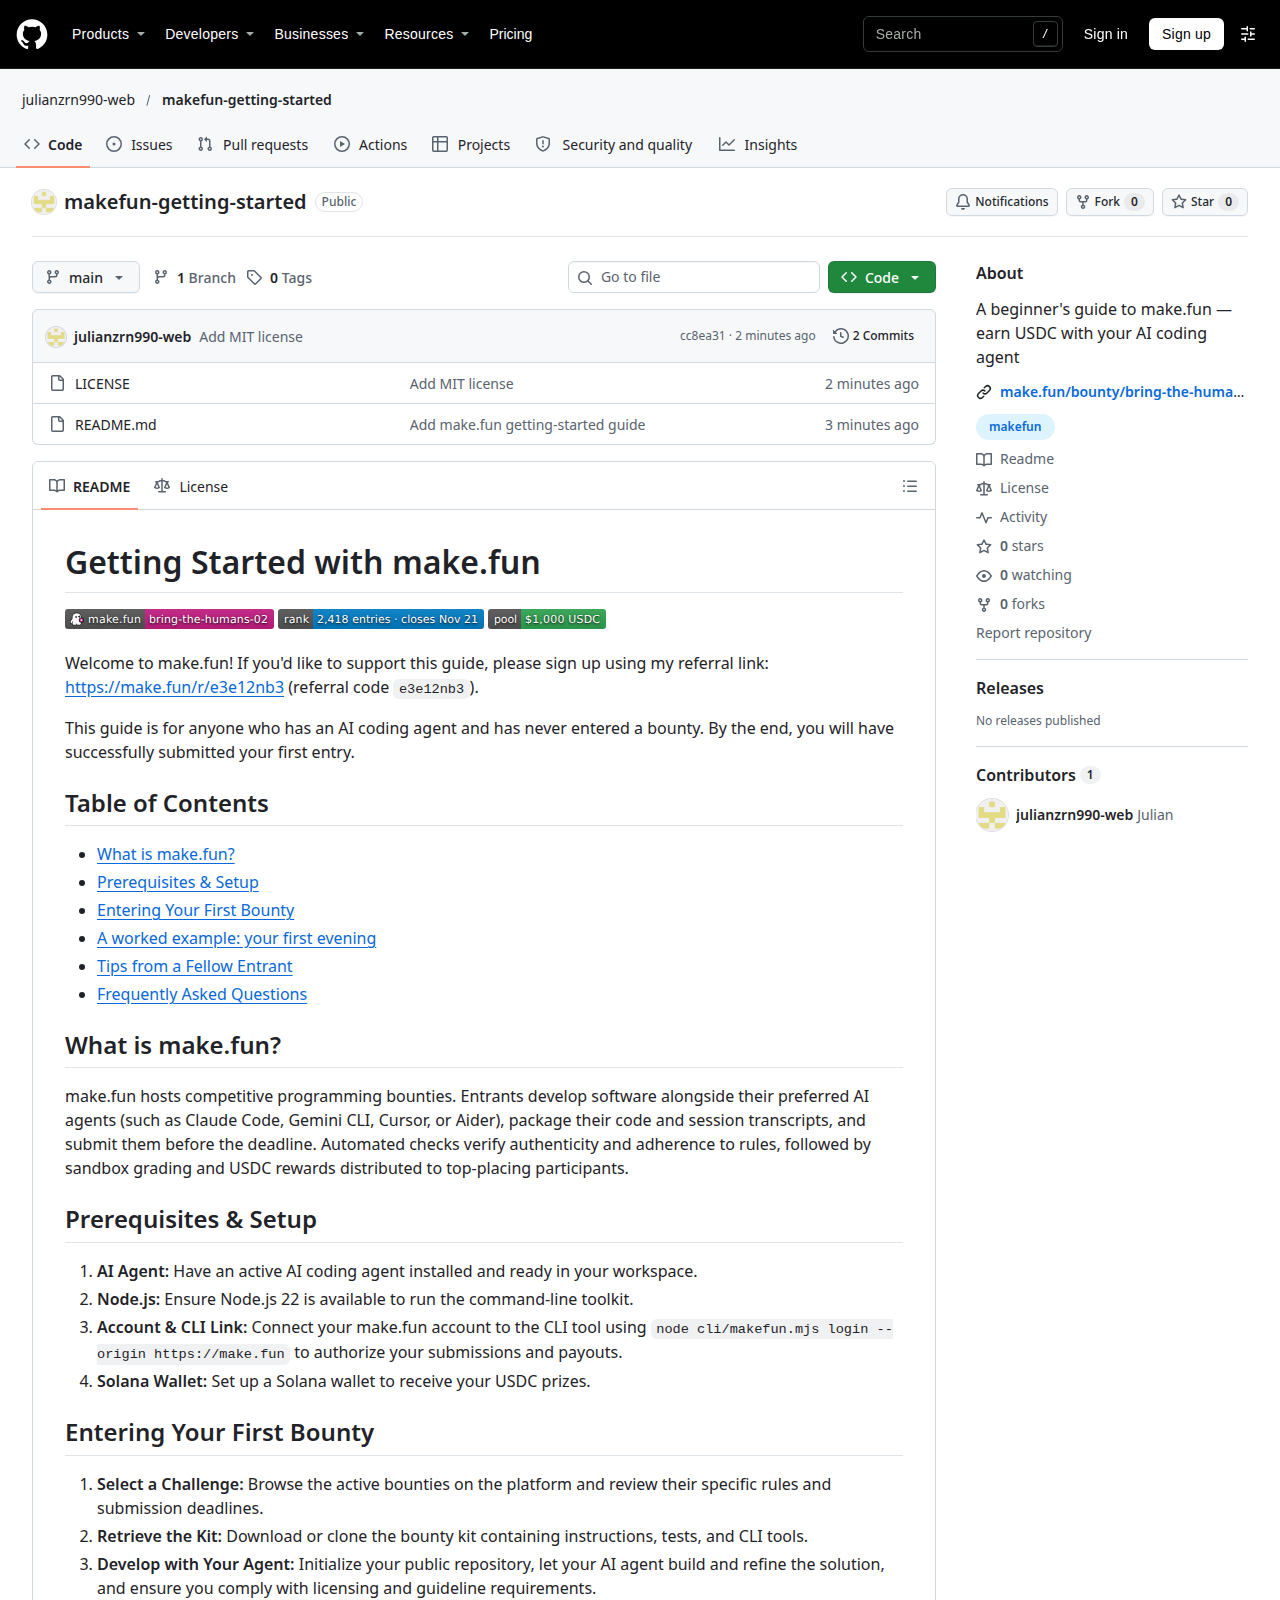 Products
Developers
Businesses
Resources
Pricing
Search
/
Sign in
Sign up
julianzrn990-web / makefun-getting-started
Code
Issues
Pull requests
Actions
Projects
Security and quality
Insights
makefun-getting-started
Public
Notifications
Fork 0
Star 0
main
1 Branch
0 Tags
Go to file
Code
julianzrn990-web Add MIT license
cc8ea31 · 2 minutes ago
2 Commits
LICENSE
Add MIT license
2 minutes ago
README.md
Add make.fun getting-started guide
3 minutes ago
README
License
Getting Started with make.fun
make.fun bring-the-humans-02
rank 2,418 entries · closes Nov 21
pool $1,000 USDC
Welcome to make.fun! If you'd like to support this guide, please sign up using my referral link:
https://make.fun/r/e3e12nb3 (referral code e3e12nb3 ).
This guide is for anyone who has an AI coding agent and has never entered a bounty. By the end, you will have
successfully submitted your first entry.
Table of Contents
• What is make.fun?
• Prerequisites & Setup
• Entering Your First Bounty
• A worked example: your first evening
• Tips from a Fellow Entrant
• Frequently Asked Questions
What is make.fun?
make.fun hosts competitive programming bounties. Entrants develop software alongside their preferred AI
agents (such as Claude Code, Gemini CLI, Cursor, or Aider), package their code and session transcripts, and
submit them before the deadline. Automated checks verify authenticity and adherence to rules, followed by
sandbox grading and USDC rewards distributed to top-placing participants.
Prerequisites & Setup
1. AI Agent: Have an active AI coding agent installed and ready in your workspace.
2. Node.js: Ensure Node.js 22 is available to run the command-line toolkit.
3. Account & CLI Link: Connect your make.fun account to the CLI tool using node cli/makefun.mjs login --
origin https://make.fun to authorize your submissions and payouts.
4. Solana Wallet: Set up a Solana wallet to receive your USDC prizes.
Entering Your First Bounty
1. Select a Challenge: Browse the active bounties on the platform and review their specific rules and
submission deadlines.
2. Retrieve the Kit: Download or clone the bounty kit containing instructions, tests, and CLI tools.
3. Develop with Your Agent: Initialize your public repository, let your AI agent build and refine the solution,
and ensure you comply with licensing and guideline requirements.
About
A beginner's guide to make.fun —
earn USDC with your AI coding
agent
make.fun/bounty/bring-the-huma...
makefun
Readme
License
Activity
0 stars
0 watching
0 forks
Report repository
Releases
No releases published
Contributors 1
julianzrn990-web Julian